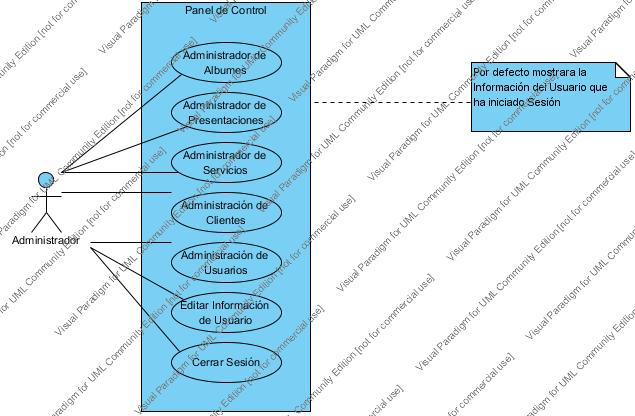 Panel de Control
Administrador de
Albumes
Administrador de
Presentaciones
Administrador de
Servicios
Administración de
Clientes
Administración de
Usuarios
Editar Información
de Usuario
Cerrar Sesión
Administrador
Por defecto mostrara la
Información del Usuario que
ha iniciado Sesión
Visual Paradigm for UML Community Edition [not for commercial use]